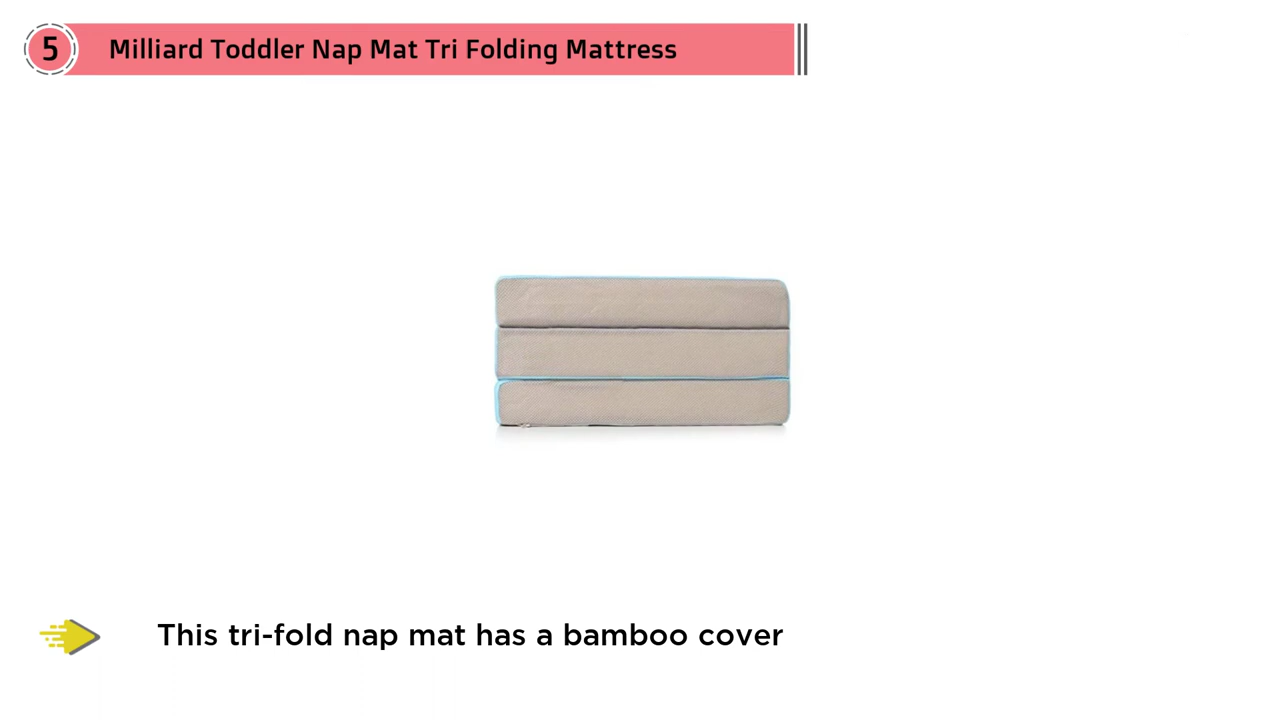 5
Milliard Toddler Nap Mat Tri Folding Mattress
This tri-fold nap mat has a bamboo cover